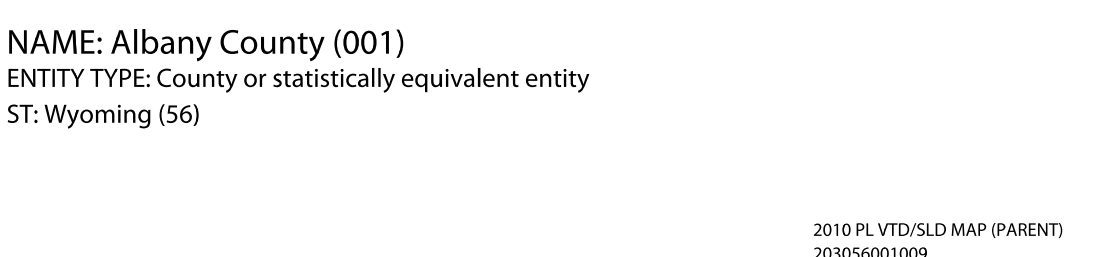 NAME: Albany County (001)
ENTITY TYPE: County or statistically equivalent entity
ST: Wyoming (56)
2010 PL VTD/SLD MAP (PARENT)
203056001009